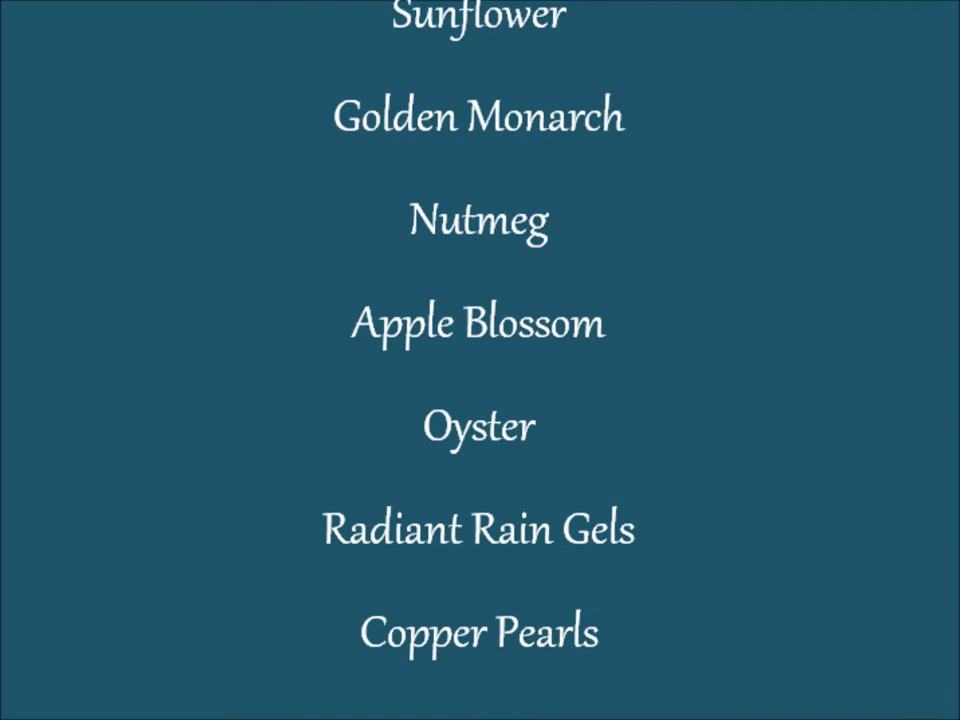 Sunflower
Golden Monarch
Nutmeg
Apple Blossom
Oyster
Radiant Rain Gels
Copper Pearls